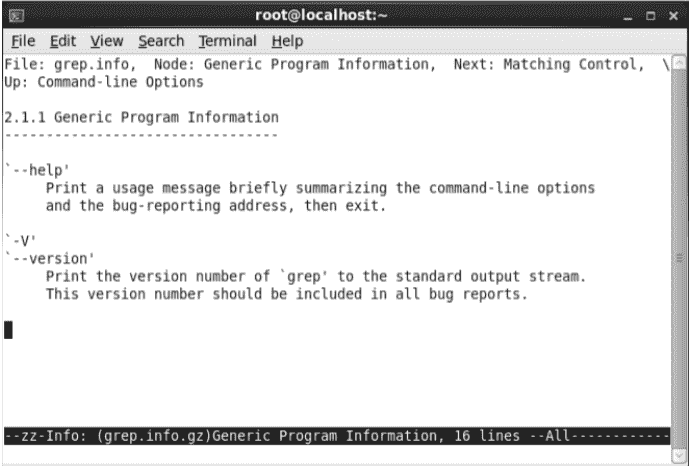 root@localhost:~
File Edit View Search Terminal Help
File: grep.info,  Node: Generic Program Information,  Next: Matching Control,  \
Up: Command-line Options
2.1.1 Generic Program Information
---------------------------------
`--help'
     Print a usage message briefly summarizing the command-line options
     and the bug-reporting address, then exit.
`-V'
`--version'
     Print the version number of `grep' to the standard output stream.
     This version number should be included in all bug reports.
--zz-Info: (grep.info.gz)Generic Program Information, 16 lines --All------------